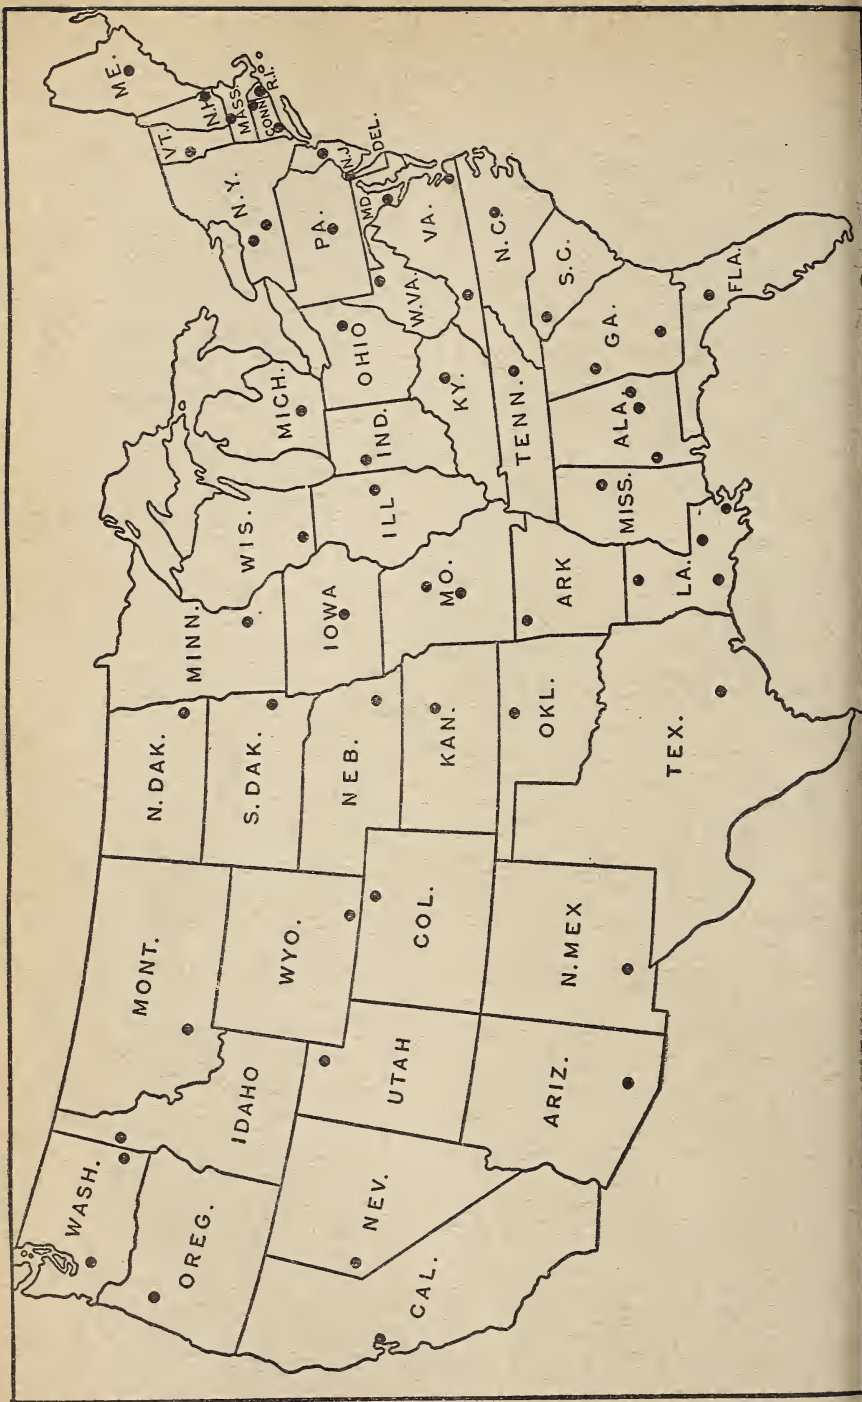 WASH.
OREG.
CAL.
NEV.
IDAHO
MONT.
WYO.
UTAH
ARIZ.
COL.
N.MEX
N.DAK.
S.DAK.
NEB.
KAN.
OKL.
TEX.
MINN.
IOWA
MO.
ARK
LA.
WIS.
ILL
MICH.
IND.
OHIO
KY.
TENN.
MISS.
ALA.
GA.
FLA.
S.C.
N.C.
VA.
W.VA.
MD.
DEL.
PA.
N.J.
N.Y.
VT.
N.H.
MASS.
CONN.
R.I.
ME.